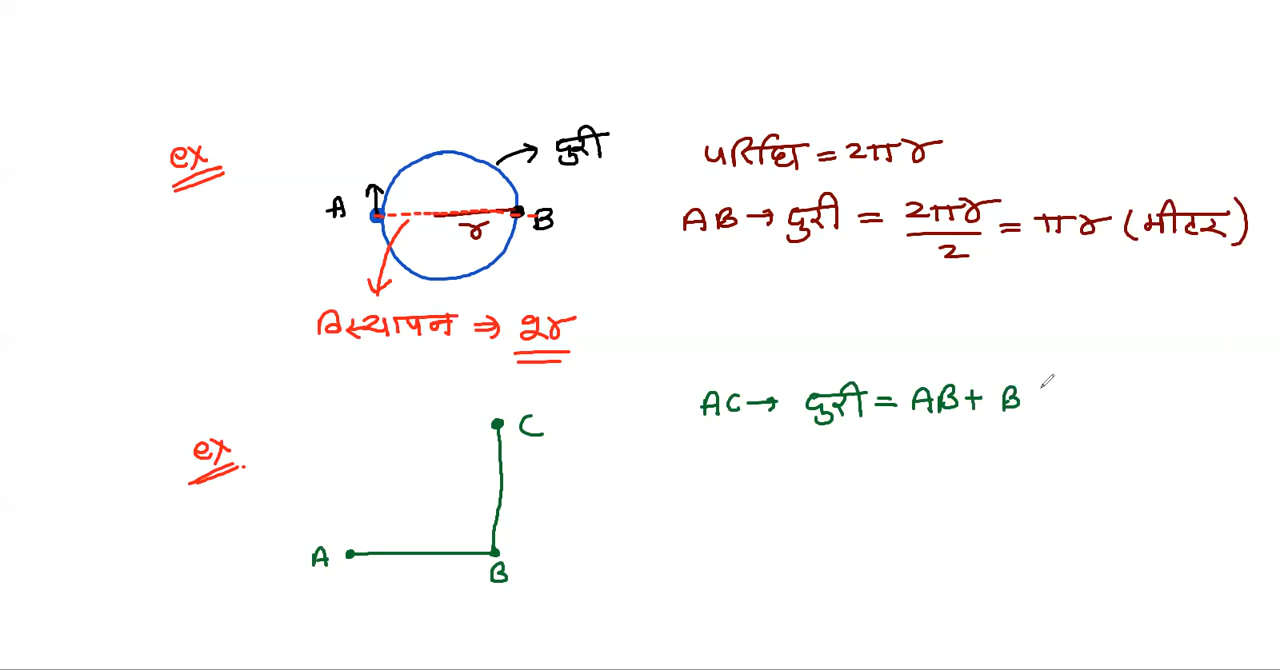 ex
दुरी
A
B
r
विस्थापन ⇒ 2r
परिधि = 2πr
AB → दुरी = 2πr/2 = πr (मीटर)
ex
C
A
B
AC → दुरी = AB + B